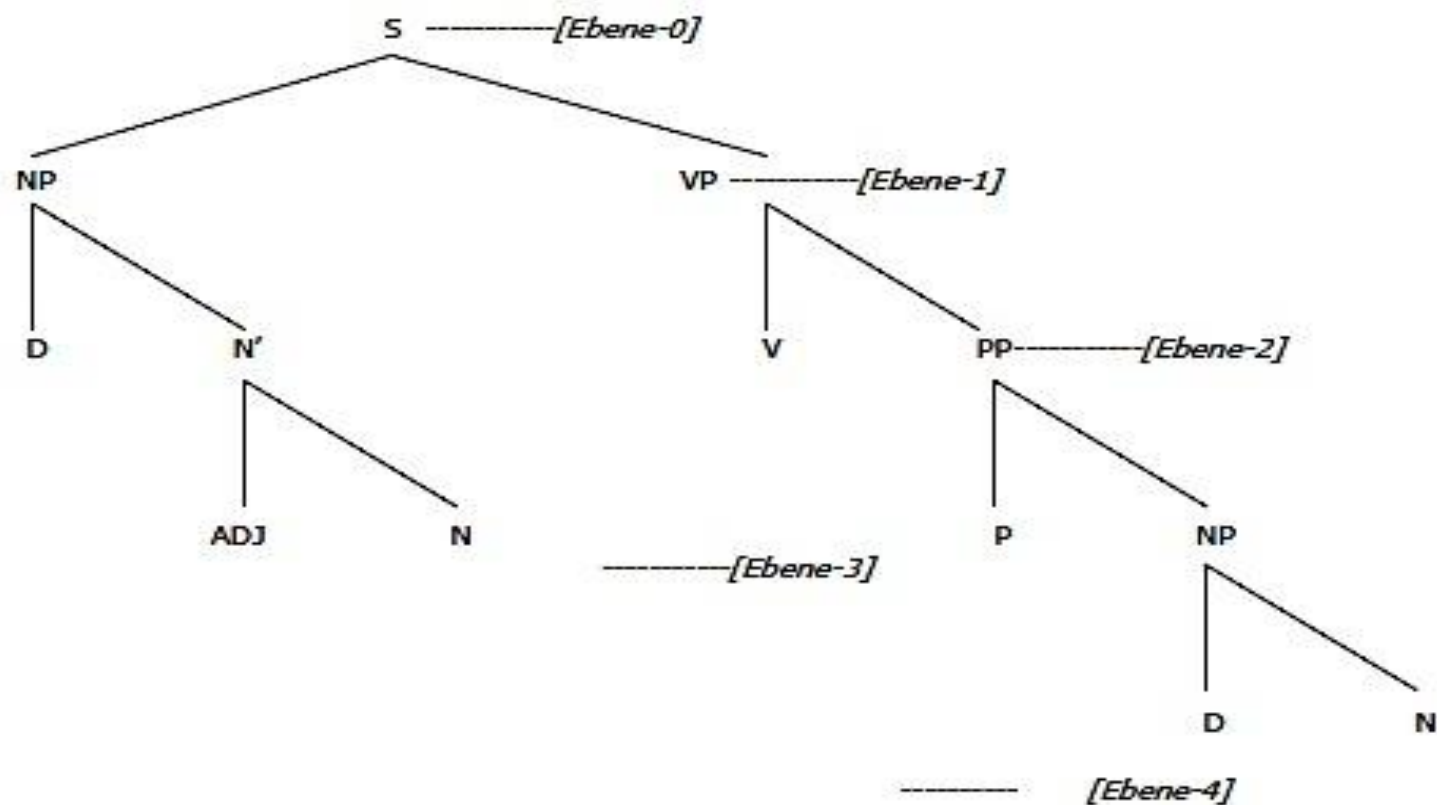 S ----------[Ebene-0]
NP VP ----------[Ebene-1]
D N′ V PP----------[Ebene-2]
ADJ N P NP
----------[Ebene-3]
D N
---------- [Ebene-4]